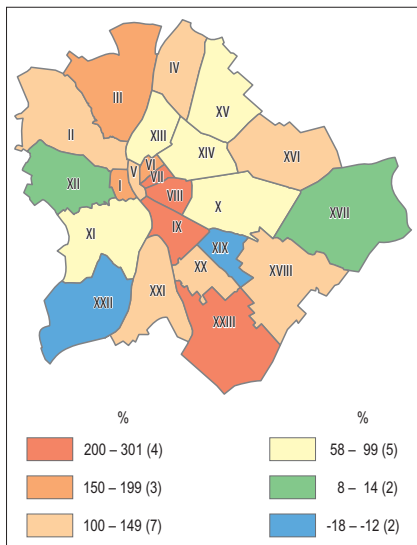 IV
III
XV
II
XIII
XIV
XVI
VI
V
VII
XII
I
VIII
X
XVII
IX
XI
XIX
XX
XVIII
XXII
XXI
XXIII
% %
200 – 301 (4) 58 – 99 (5)
150 – 199 (3) 8 – 14 (2)
100 – 149 (7) -18 – -12 (2)